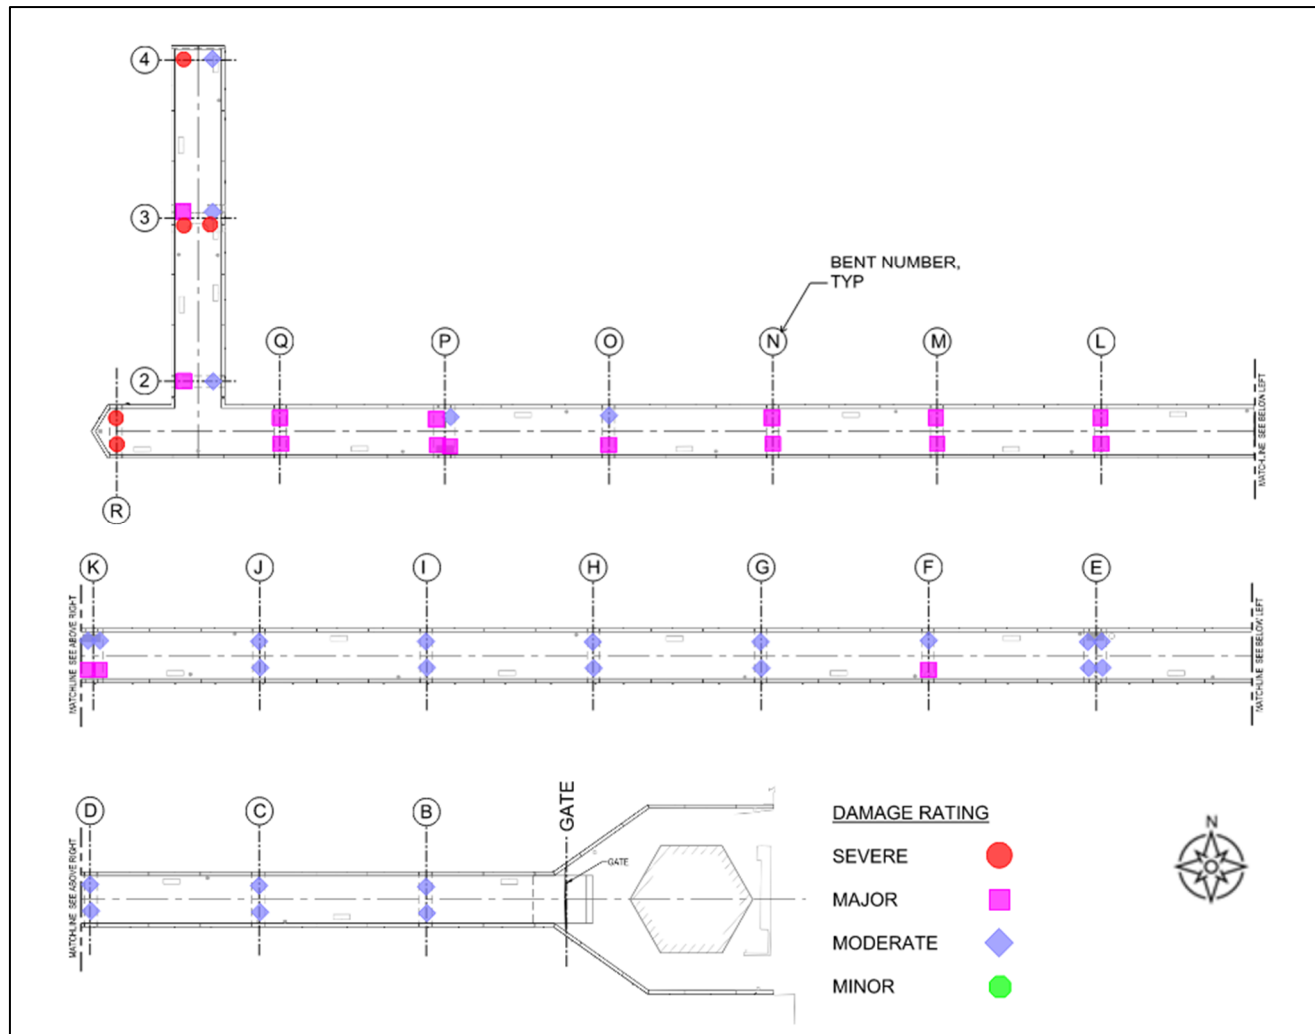 4
3
BENT NUMBER,
TYP
Q
P
O
N
M
L
2
MATCHLINE SEE BELOW LEFT
R
K
J
I
H
G
F
E
MATCHLINE SEE ABOVE RIGHT
MATCHLINE SEE BELOW LEFT
D
C
B
GATE
GATE
MATCHLINE SEE ABOVE RIGHT
DAMAGE RATING
SEVERE
MAJOR
MODERATE
MINOR
N